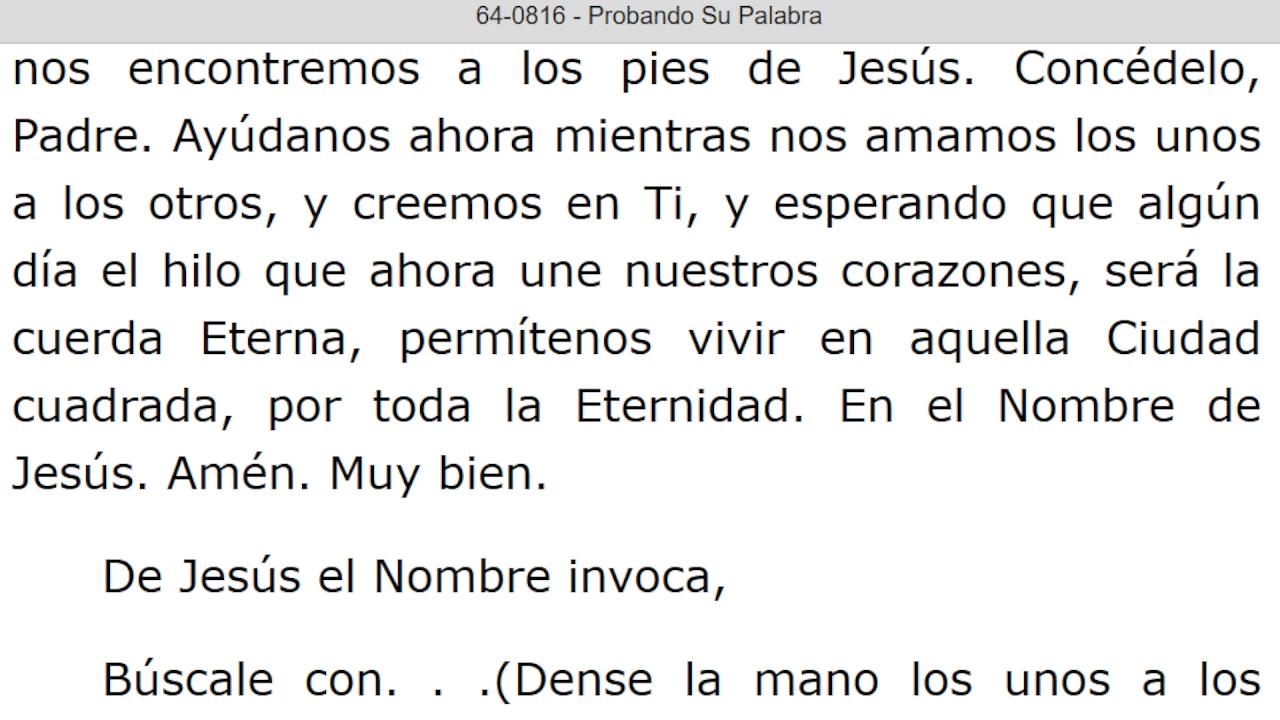 64-0816 - Probando Su Palabra
nos encontremos a los pies de Jesús. Concédelo,
Padre. Ayúdanos ahora mientras nos amamos los unos
a los otros, y creemos en Ti, y esperando que algún
día el hilo que ahora une nuestros corazones, será la
cuerda Eterna, permítenos vivir en aquella Ciudad
cuadrada, por toda la Eternidad. En el Nombre de
Jesús. Amén. Muy bien.
De Jesús el Nombre invoca,
Búscale con. . .(Dense la mano los unos a los